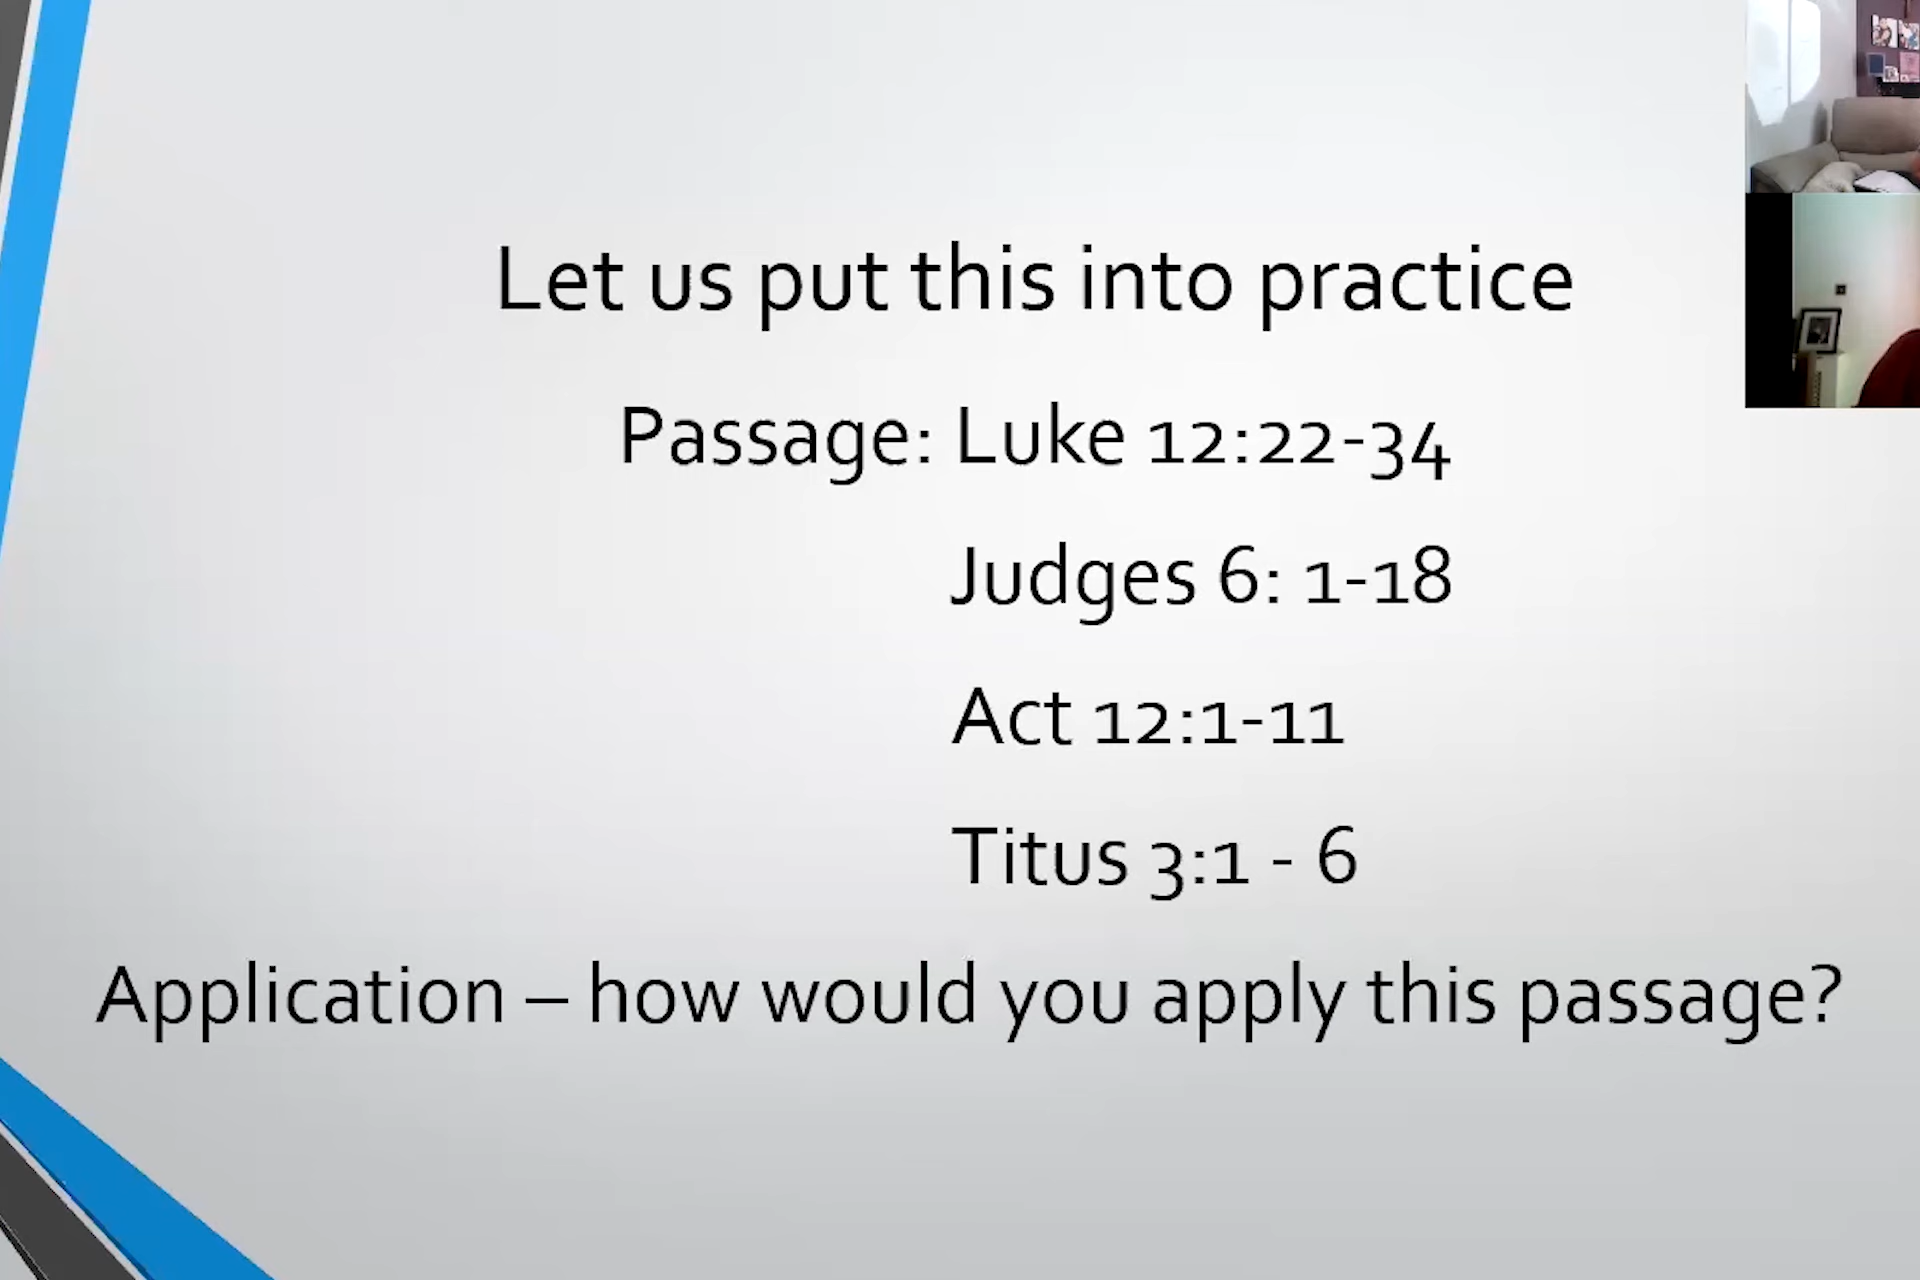 Let us put this into practice
Passage: Luke 12:22-34
Judges 6: 1-18
Act 12:1-11
Titus 3:1 - 6
Application – how would you apply this passage?